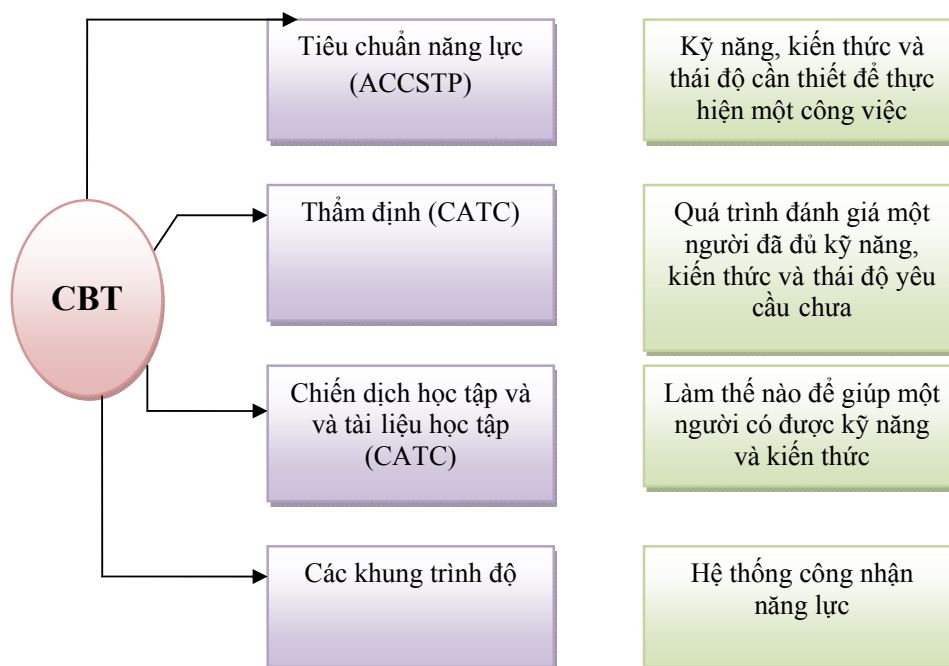 CBT
Tiêu chuẩn năng lực
(ACCSTP)
Kỹ năng, kiến thức và
thái độ cần thiết để thực
hiện một công việc
Thẩm định (CATC)
Quá trình đánh giá một
người đã đủ kỹ năng,
kiến thức và thái độ yêu
cầu chưa
Chiến dịch học tập và
và tài liệu học tập
(CATC)
Làm thế nào để giúp một
người có được kỹ năng
và kiến thức
Các khung trình độ
Hệ thống công nhận
năng lực